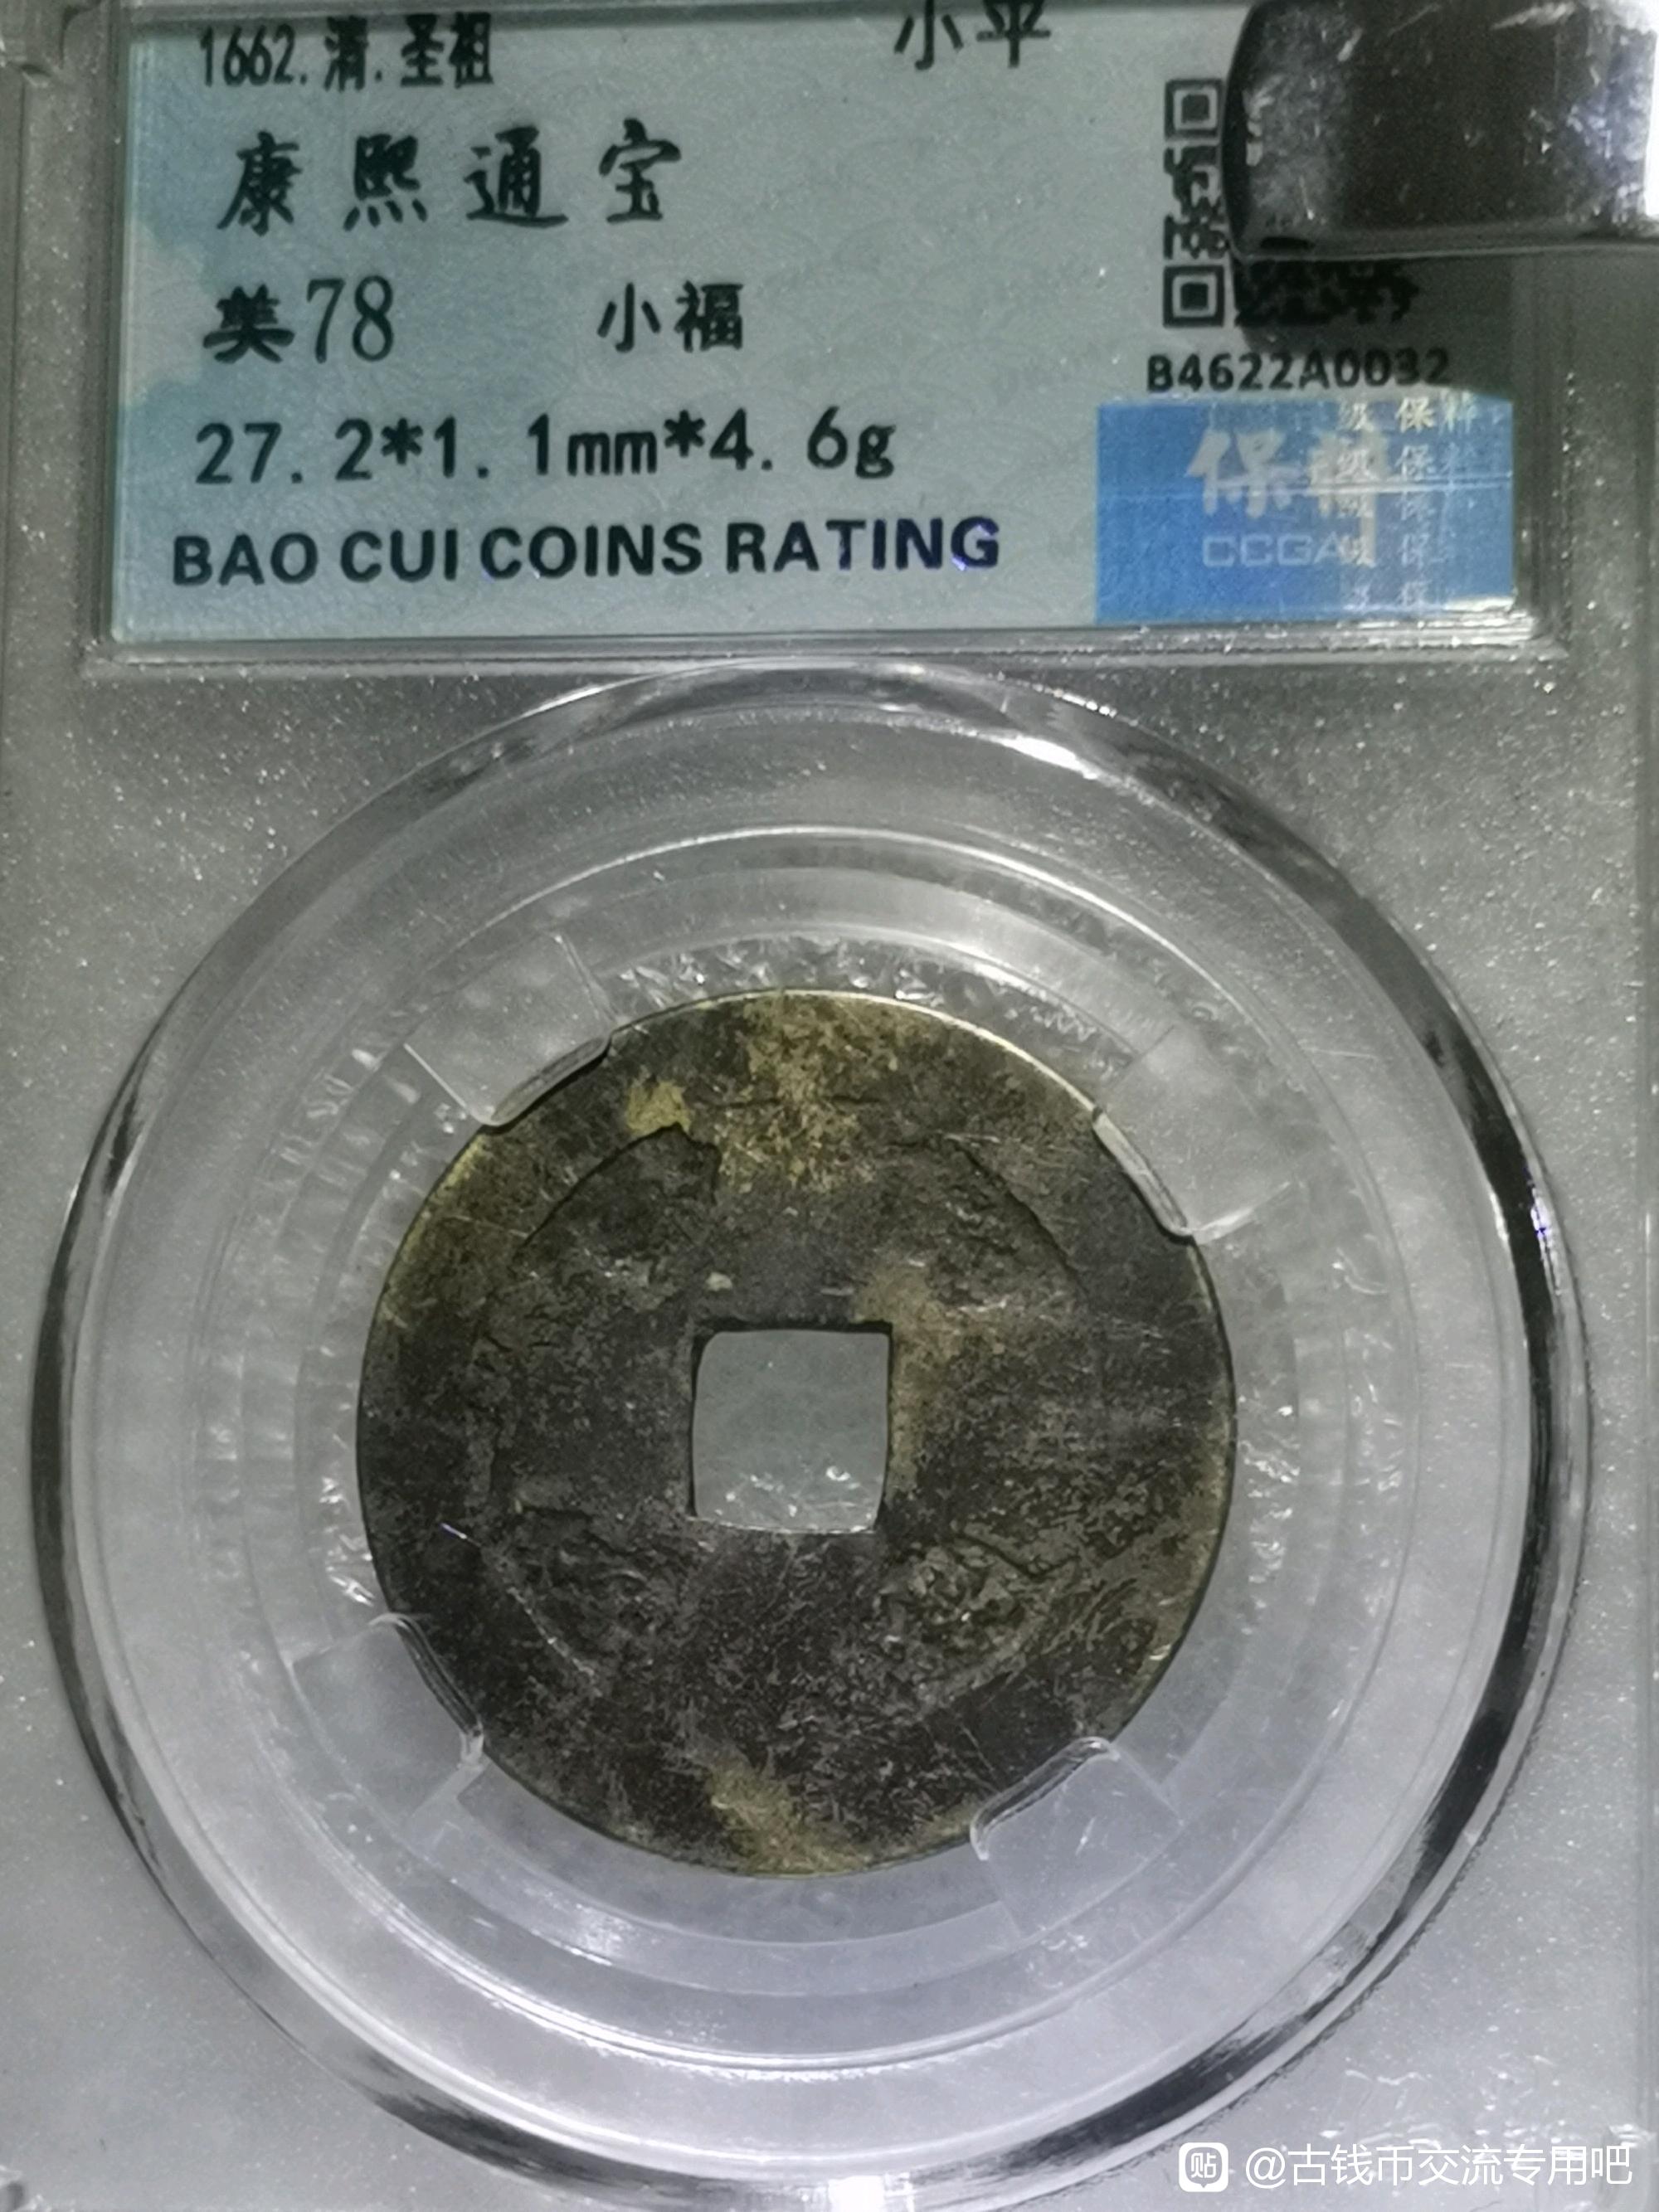 1662.清.圣祖 小平
康熙通宝
美78 小福
B4622A0032
27.2*1.1mm*4.6g
保粹
CCGA
BAO CUI COINS RATING
贴 @古钱币交流专用吧